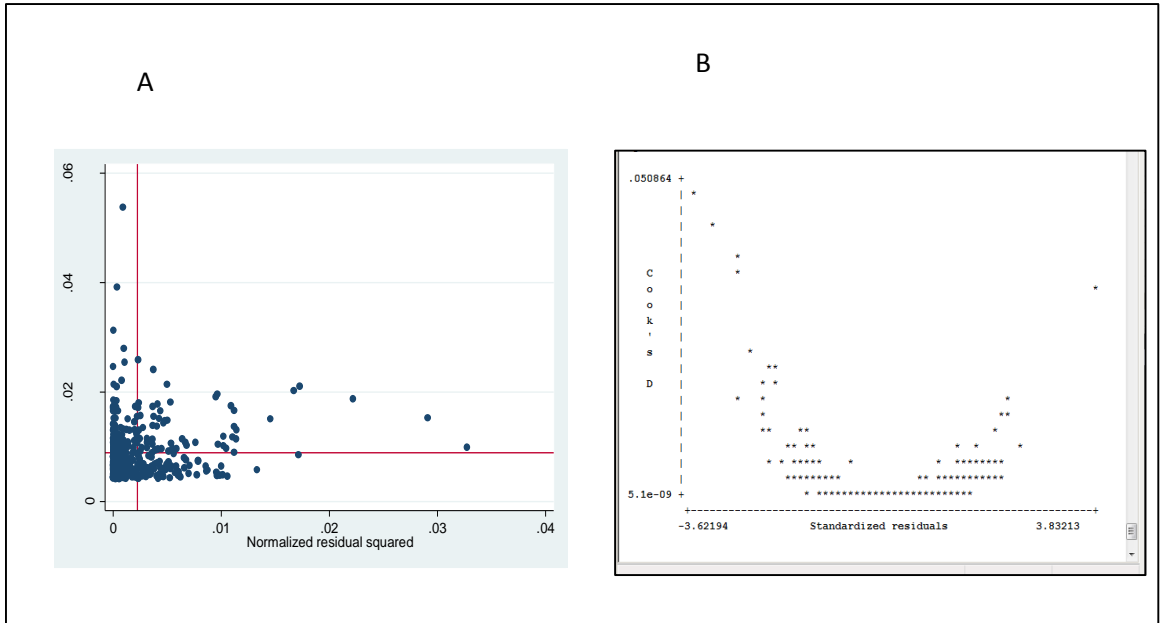 A
B
.06
.04
.02
0
0
.01
.02
.03
.04
Normalized residual squared
.050864
Cook's D
5.1e-09
-3.62194
Standardized residuals
3.83213